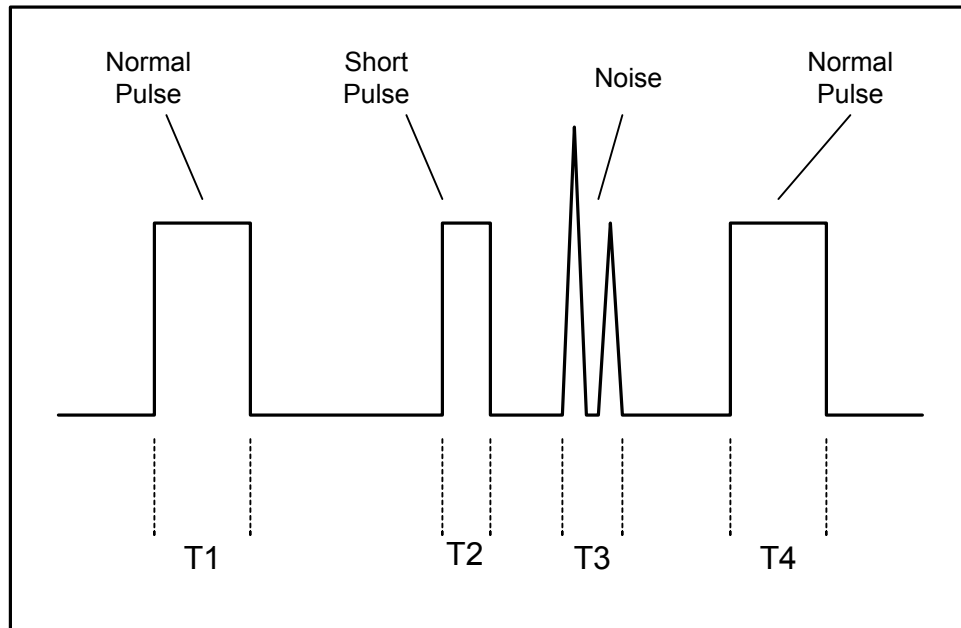 Normal
Pulse
Short
Pulse
Noise
Normal
Pulse
T1
T2
T3
T4